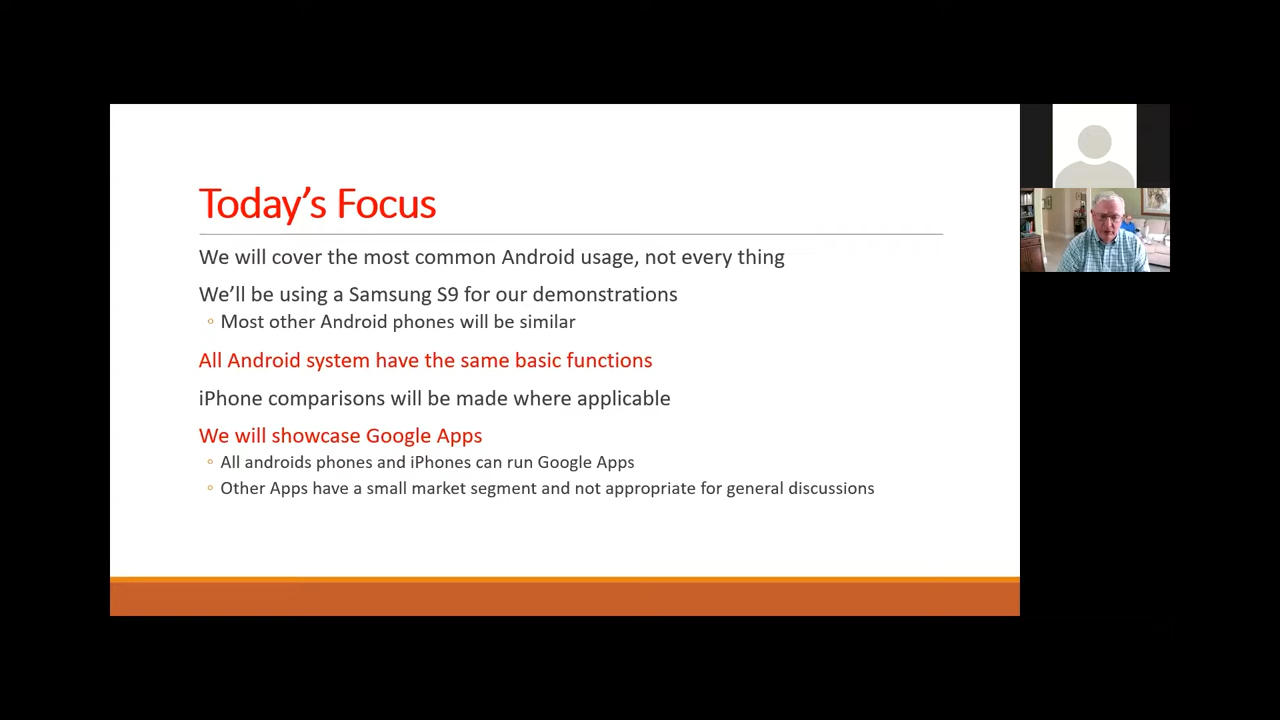 Today's Focus
We will cover the most common Android usage, not every thing
We'll be using a Samsung S9 for our demonstrations
◦ Most other Android phones will be similar
All Android system have the same basic functions
iPhone comparisons will be made where applicable
We will showcase Google Apps
◦ All androids phones and iPhones can run Google Apps
◦ Other Apps have a small market segment and not appropriate for general discussions